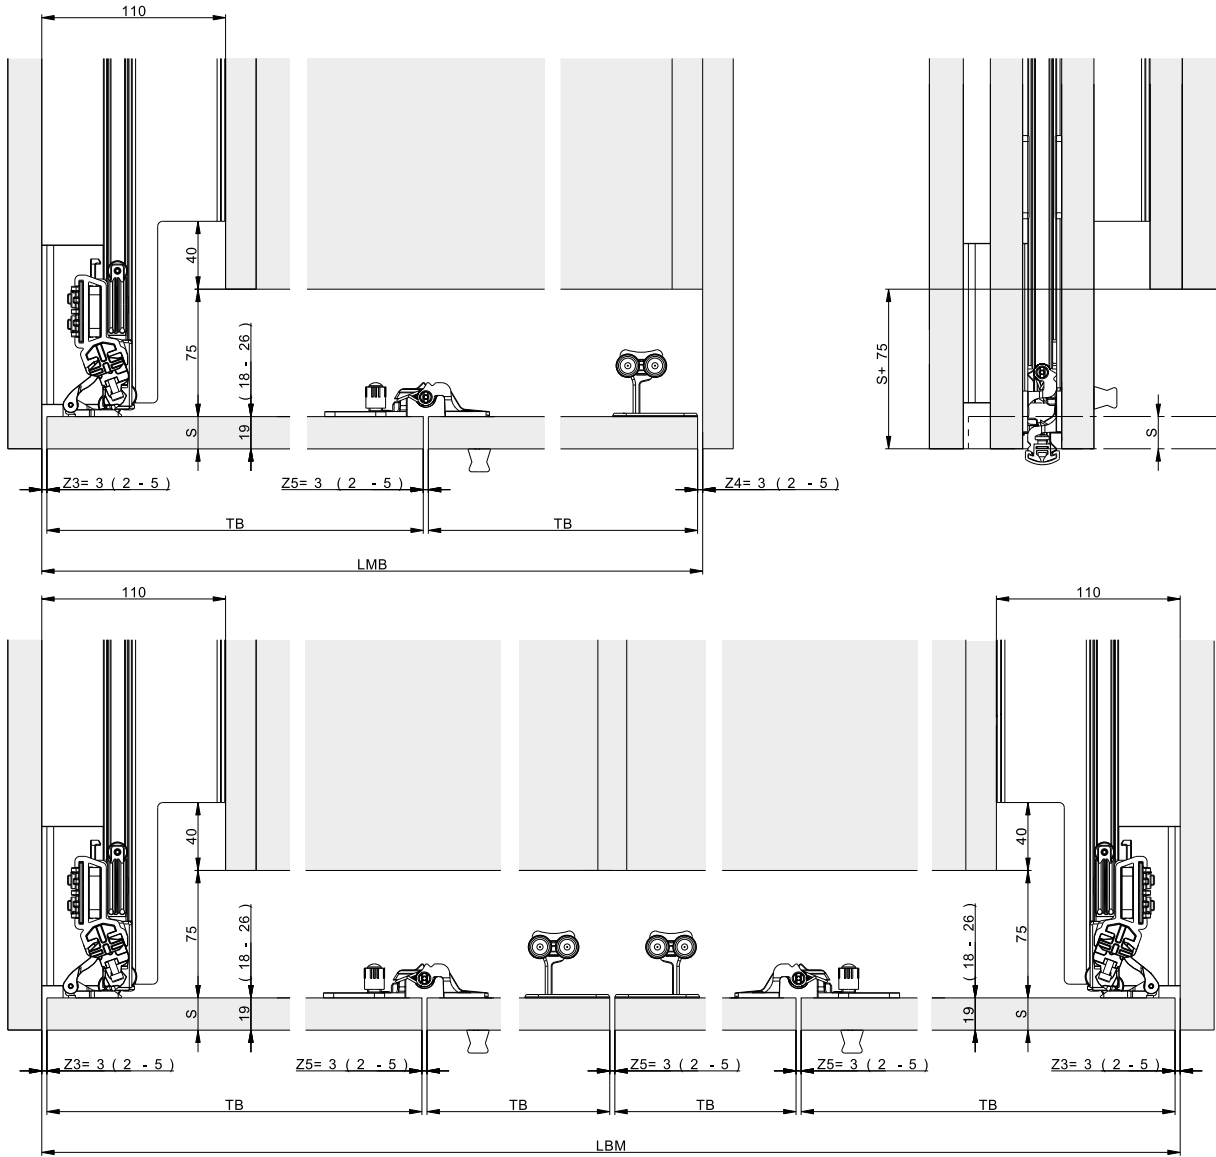 110
40
75
( 18 - 26 )
S
19
S+ 75
S
Z3= 3 ( 2 - 5 )
Z5= 3 ( 2 - 5 )
Z4= 3 ( 2 - 5 )
TB
TB
LMB
110
110
40
40
75
( 18 - 26 )
( 18 - 26 )
75
S
19
19
S
Z3= 3 ( 2 - 5 )
Z5= 3 ( 2 - 5 )
Z5= 3 ( 2 - 5 )
Z5= 3 ( 2 - 5 )
Z3= 3 ( 2 - 5 )
TB
TB
TB
TB
LBM